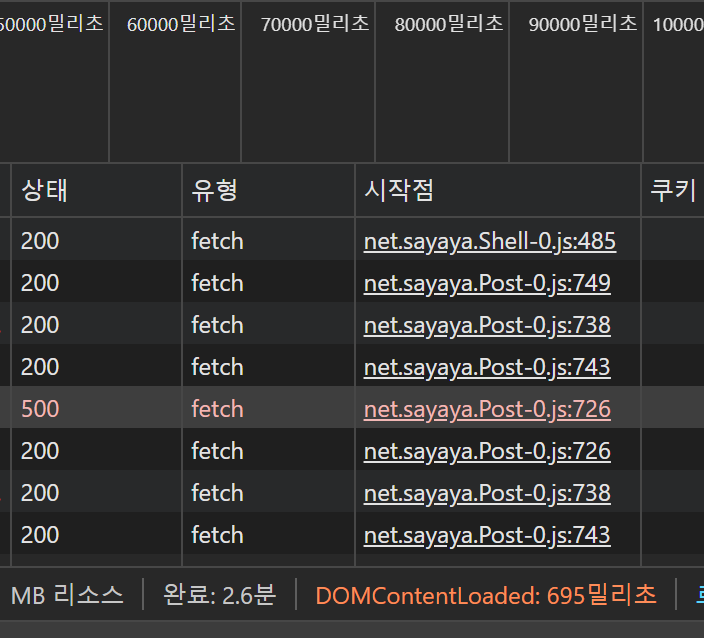 50000밀리초 60000밀리초 70000밀리초 80000밀리초 90000밀리초 10000
상태 유형 시작점 쿠키
200 fetch net.sayaya.Shell-0.js:485
200 fetch net.sayaya.Post-0.js:749
200 fetch net.sayaya.Post-0.js:738
200 fetch net.sayaya.Post-0.js:743
500 fetch net.sayaya.Post-0.js:726
200 fetch net.sayaya.Post-0.js:726
200 fetch net.sayaya.Post-0.js:738
200 fetch net.sayaya.Post-0.js:743
MB 리소스 완료: 2.6분 DOMContentLoaded: 695밀리초